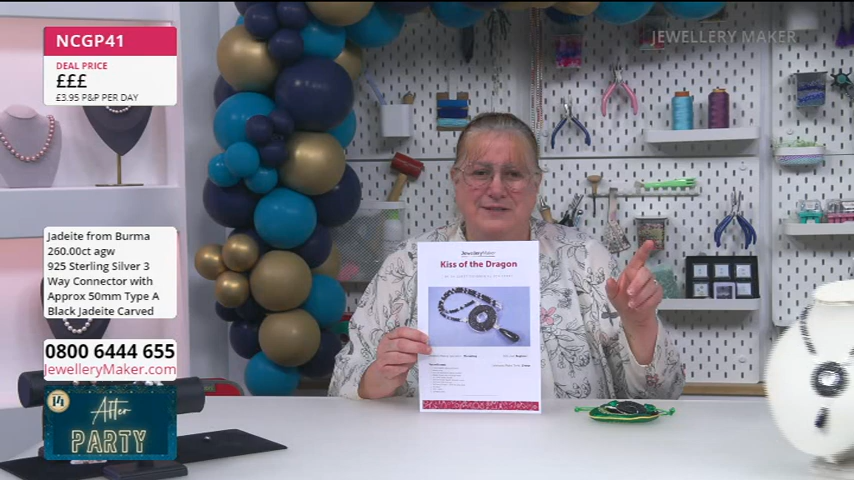 NCGP41
DEAL PRICE
£££
£3.95 P&P PER DAY
JEWELLERY MAKER
Jadeite from Burma
260.00ct agw
925 Sterling Silver 3
Way Connector with
Approx 50mm Type A
Black Jadeite Carved
0800 6444 655
JewelleryMaker.com
After
PARTY
JewelleryMaker
Kiss of the Dragon